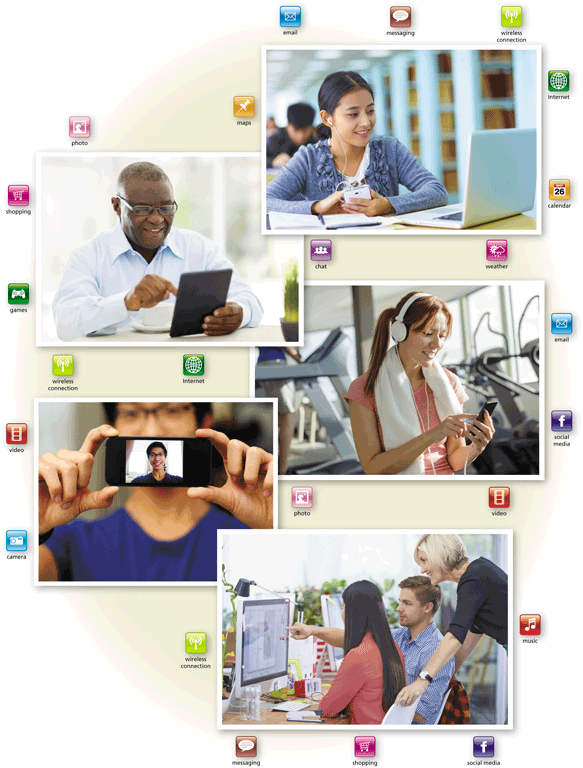 email
messaging
wireless
connection
Internet
maps
photo
shopping
calendar
26
chat
weather
games
email
wireless
connection
Internet
video
social
media
photo
video
camera
music
wireless
connection
messaging
shopping
social media